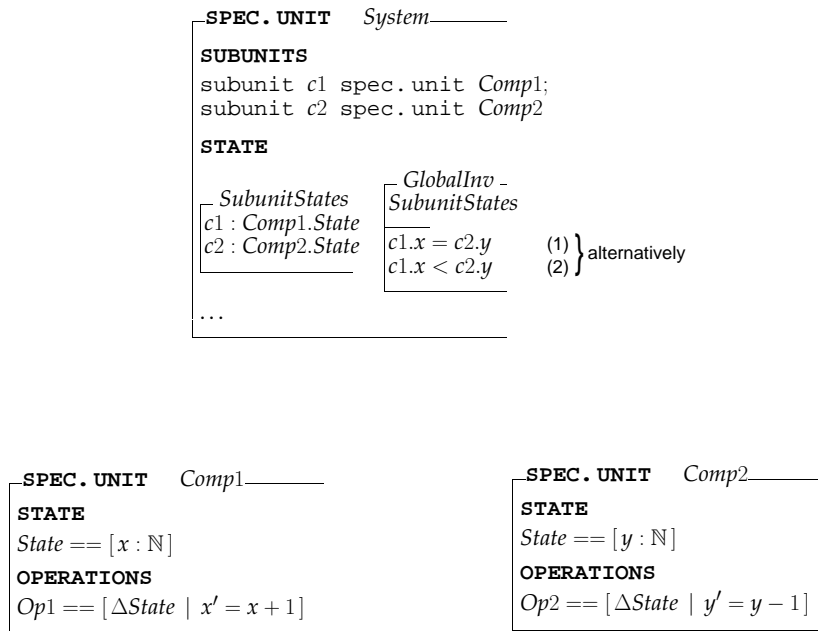 SPEC.UNIT System
SUBUNITS
subunit c1 spec.unit Comp1;
subunit c2 spec.unit Comp2
STATE
SubunitStates
c1 : Comp1.State
c2 : Comp2.State
GlobalInv
SubunitStates
c1.x = c2.y (1)
c1.x < c2.y (2)
} alternatively
...
SPEC.UNIT Comp1
STATE
State == [ x : ℕ ]
OPERATIONS
Op1 == [ ΔState | x′ = x + 1 ]
SPEC.UNIT Comp2
STATE
State == [ y : ℕ ]
OPERATIONS
Op2 == [ ΔState | y′ = y − 1 ]